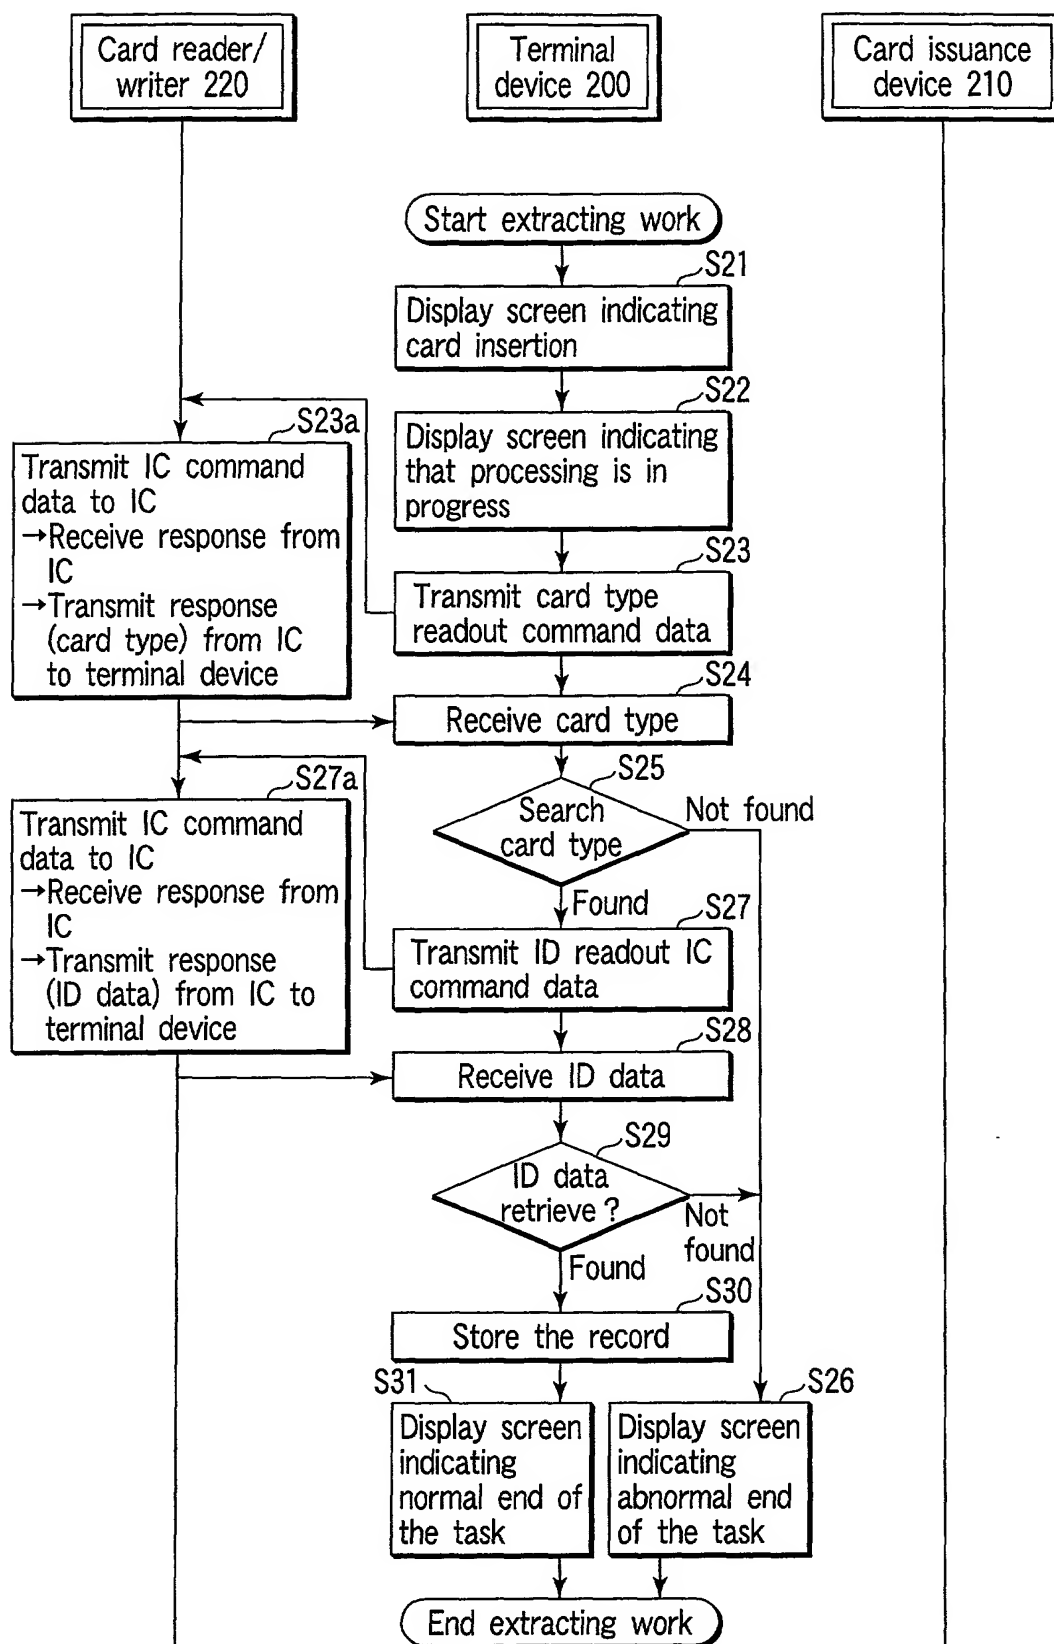 Card reader/
writer 220
Terminal
device 200
Card issuance
device 210
Start extracting work
S21
Display screen indicating
card insertion
S22
Display screen indicating
that processing is in
progress
S23a
Transmit IC command
data to IC
→Receive response from
IC
→Transmit response
(card type) from IC
to terminal device
S23
Transmit card type
readout command data
S24
Receive card type
S25
Search
card type
Not found
Found
S27a
Transmit IC command
data to IC
→Receive response from
IC
→Transmit response
(ID data) from IC to
terminal device
S27
Transmit ID readout IC
command data
S28
Receive ID data
S29
ID data
retrieve?
Not
found
Found
S30
Store the record
S31
Display screen
indicating
normal end of
the task
S26
Display screen
indicating
abnormal end
of the task
End extracting work